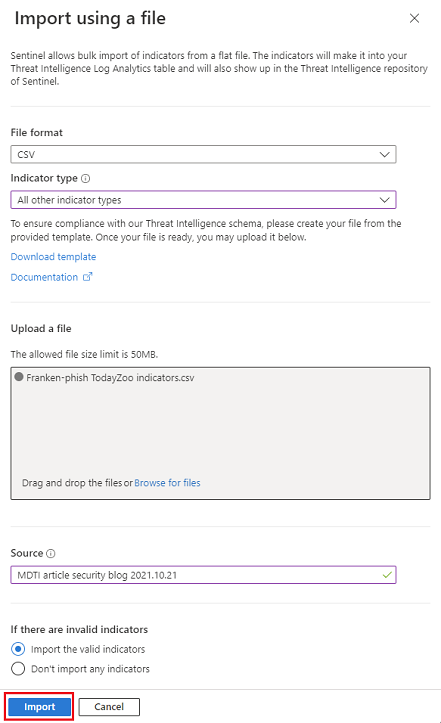 Import using a file
Sentinel allows bulk import of indicators from a flat file. The indicators will make it into your
Threat Intelligence Log Analytics table and will also show up in the Threat Intelligence repository
of Sentinel.
File format
CSV
Indicator type
All other indicator types
To ensure compliance with our Threat Intelligence schema, please create your file from the
provided template. Once your file is ready, you may upload it below.
Download template
Documentation
Upload a file
The allowed file size limit is 50MB.
Franken-phish TodayZoo indicators.csv
Drag and drop the files or Browse for files
Source
MDTI article security blog 2021.10.21
If there are invalid indicators
Import the valid indicators
Don't import any indicators
Import Cancel